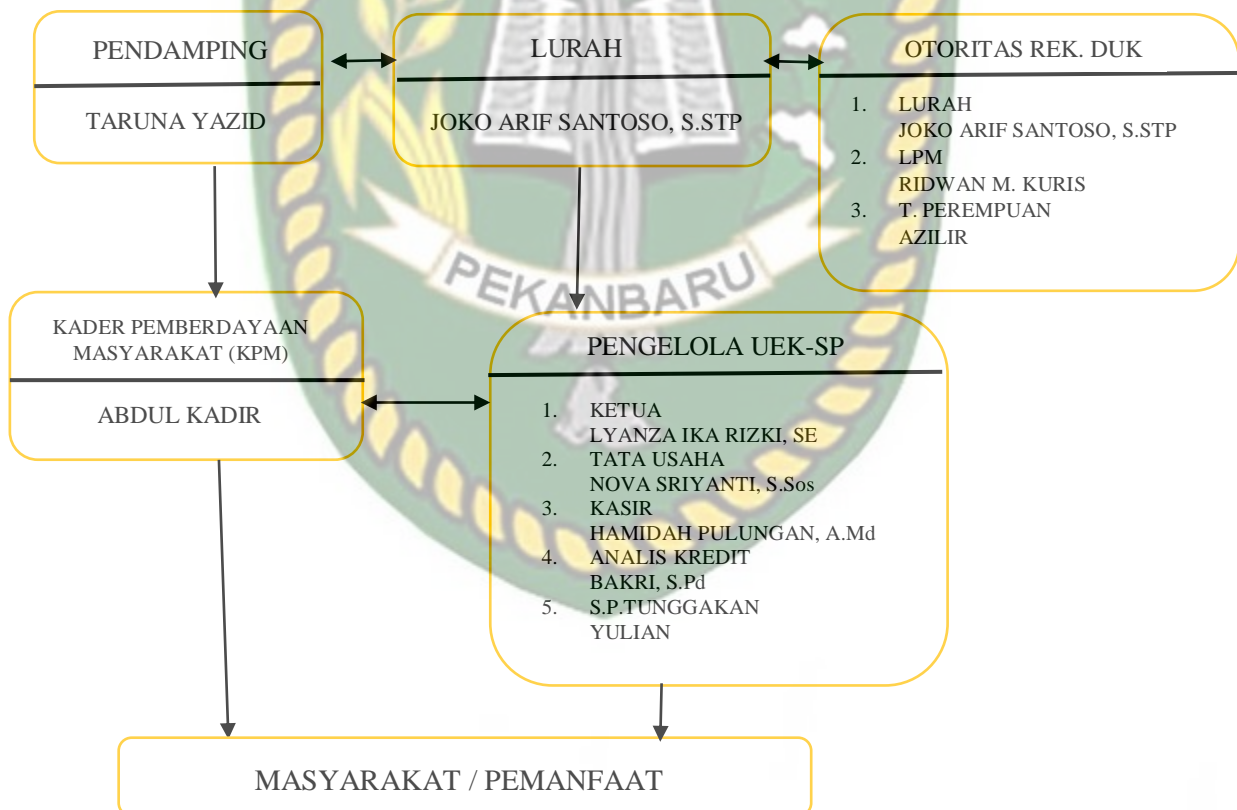 PENDAMPING
TARUNA YAZID
LURAH
JOKO ARIF SANTOSO, S.STP
OTORITAS REK. DUK
1. LURAH
JOKO ARIF SANTOSO, S.STP
2. LPM
RIDWAN M. KURIS
3. T. PEREMPUAN
AZILIR
PEKANBARU
KADER PEMBERDAYAAN
MASYARAKAT (KPM)
ABDUL KADIR
PENGELOLA UEK-SP
1. KETUA
LYANZA IKA RIZKI, SE
2. TATA USAHA
NOVA SRIYANTI, S.Sos
3. KASIR
HAMIDAH PULUNGAN, A.Md
4. ANALIS KREDIT
BAKRI, S.Pd
5. S.P.TUNGGAKAN
YULIAN
MASYARAKAT / PEMANFAAT